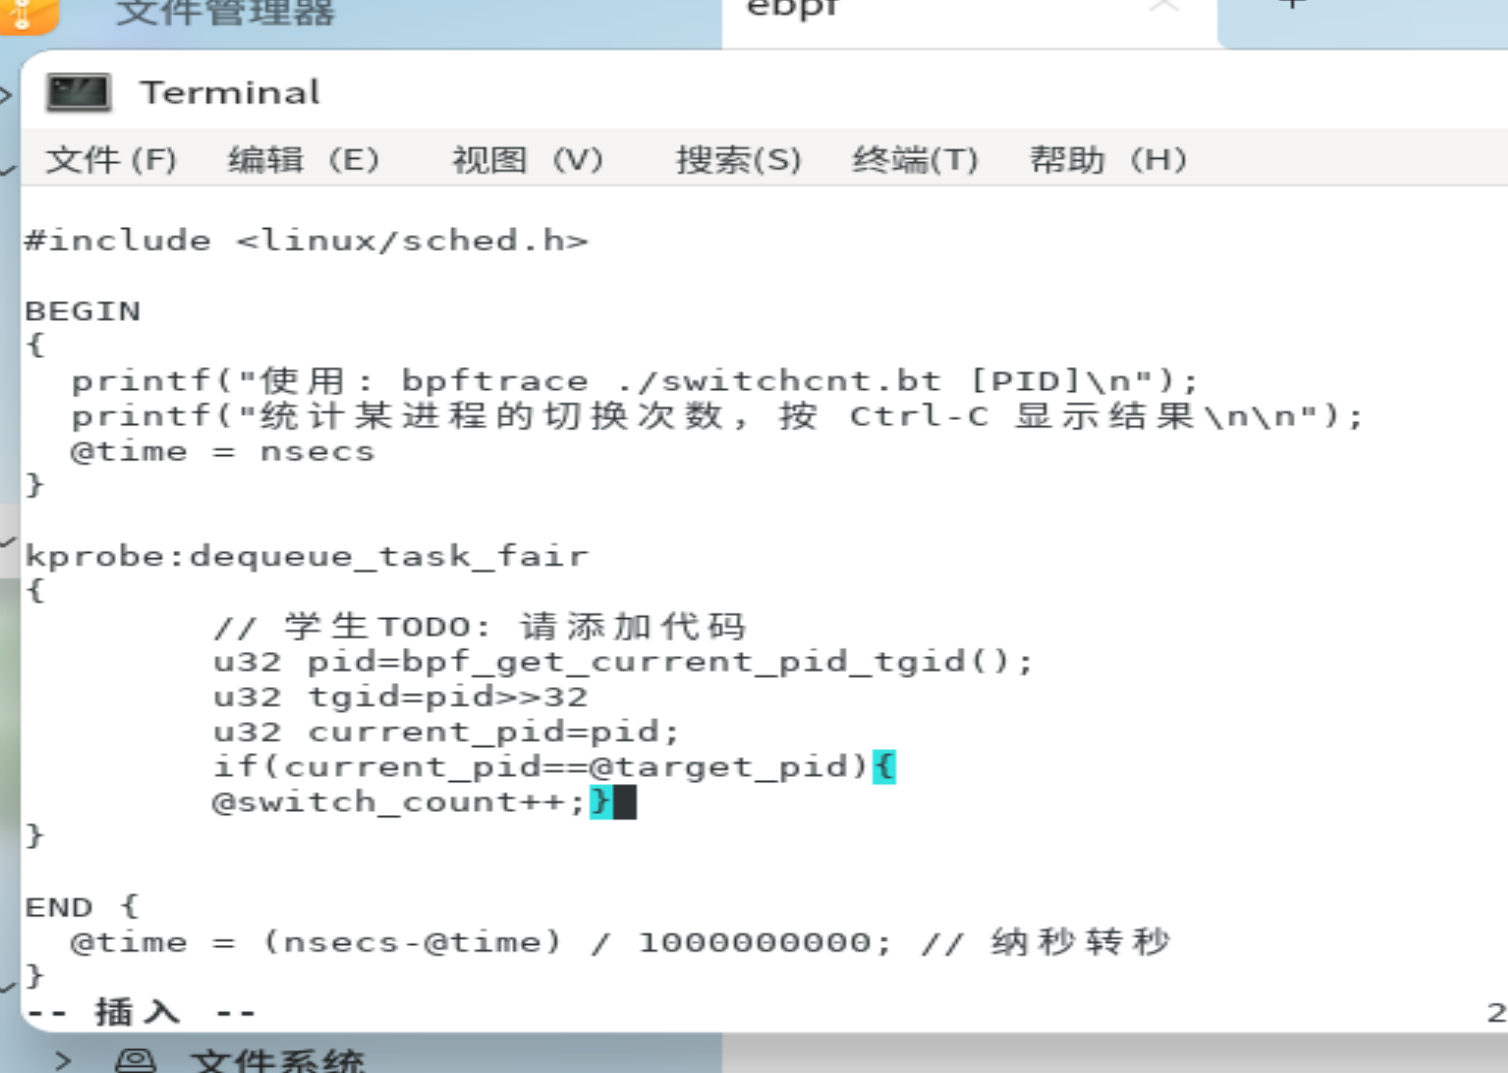 文件管理器
ebpf
Terminal
文件 (F) 编辑 (E) 视图 (V) 搜索(S) 终端(T) 帮助 (H)
#include <linux/sched.h>
BEGIN
{
  printf("使用: bpftrace ./switchcnt.bt [PID]\n");
  printf("统计某进程的切换次数, 按 Ctrl-C 显示结果\n\n");
  @time = nsecs
}
kprobe:dequeue_task_fair
{
        // 学生TODO: 请添加代码
        u32 pid=bpf_get_current_pid_tgid();
        u32 tgid=pid>>32
        u32 current_pid=pid;
        if(current_pid==@target_pid){
        @switch_count++;}
}
END {
  @time = (nsecs-@time) / 1000000000; // 纳秒转秒
}
-- 插入 --
2
文件系统